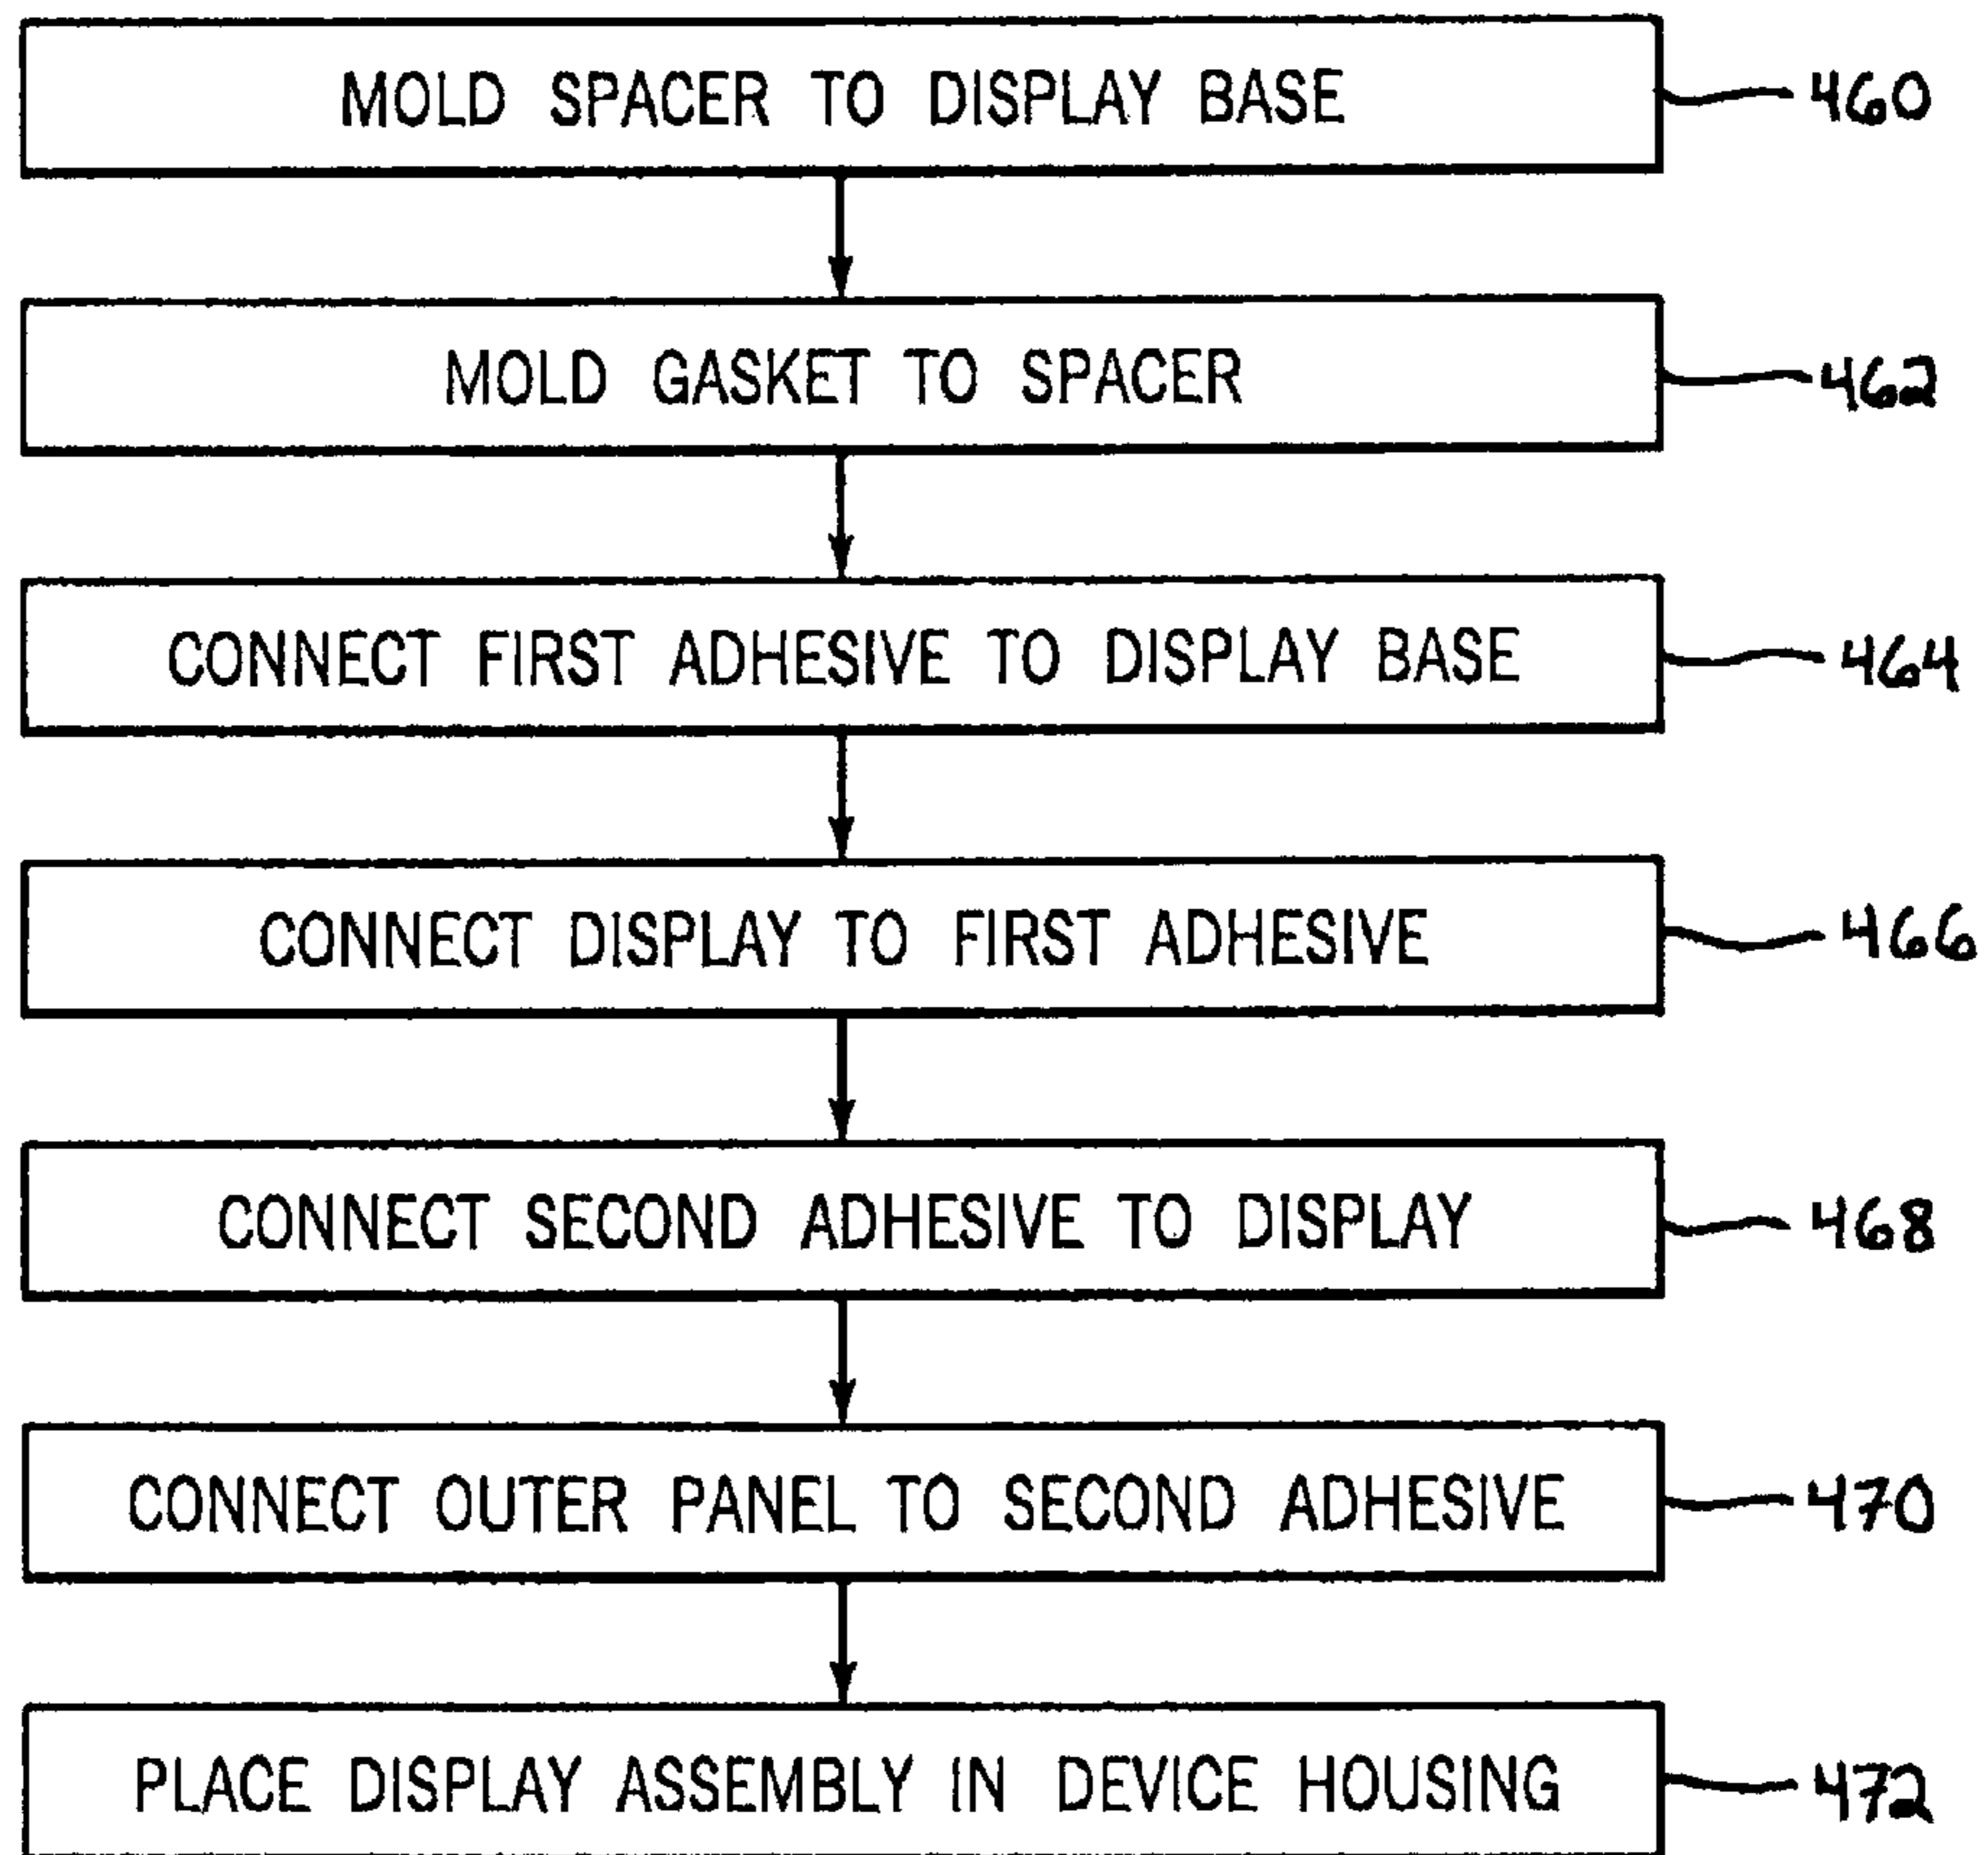 MOLD SPACER TO DISPLAY BASE 460
MOLD GASKET TO SPACER 462
CONNECT FIRST ADHESIVE TO DISPLAY BASE 464
CONNECT DISPLAY TO FIRST ADHESIVE 466
CONNECT SECOND ADHESIVE TO DISPLAY 468
CONNECT OUTER PANEL TO SECOND ADHESIVE 470
PLACE DISPLAY ASSEMBLY IN DEVICE HOUSING 472